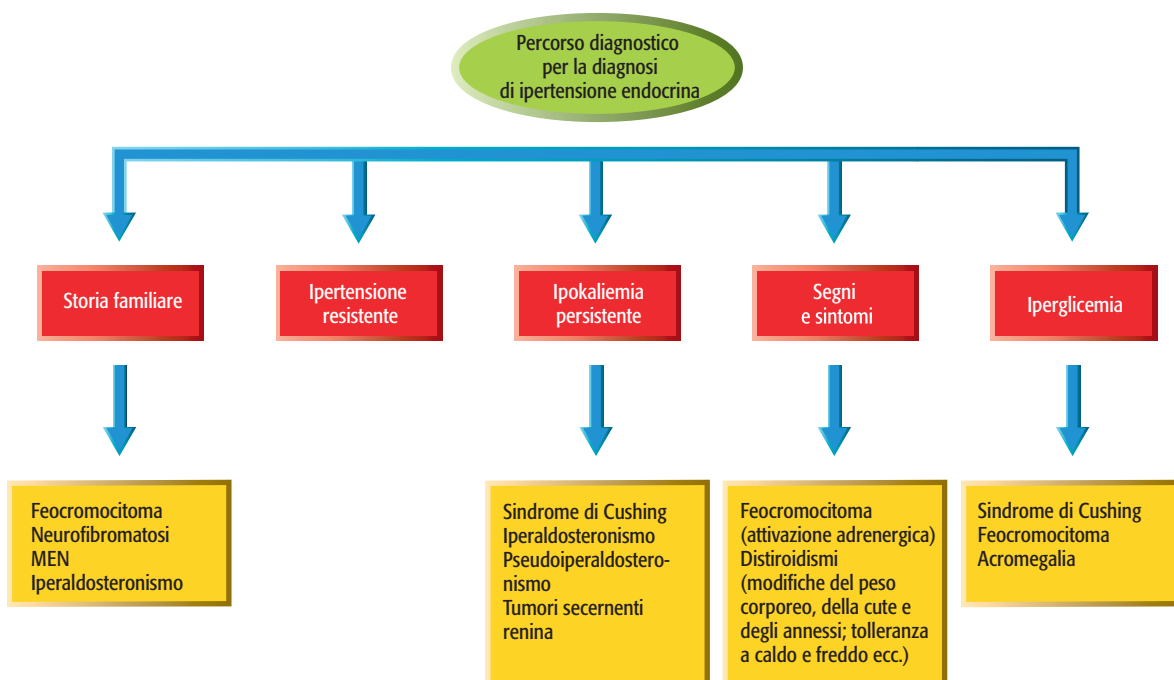 Percorso diagnostico
per la diagnosi
di ipertensione endocrina
Storia familiare
Ipertensione
resistente
Ipokaliemia
persistente
Segni
e sintomi
Iperglicemia
Feocromocitoma
Neurofibromatosi
MEN
Iperaldosteronismo
Sindrome di Cushing
Iperaldosteronismo
Pseudoiperaldostero-
nismo
Tumori secernenti
renina
Feocromocitoma
(attivazione adrenergica)
Distiroidismi
(modifiche del peso
corporeo, della cute e
degli annessi; tolleranza
a caldo e freddo ecc.)
Sindrome di Cushing
Feocromocitoma
Acromegalia